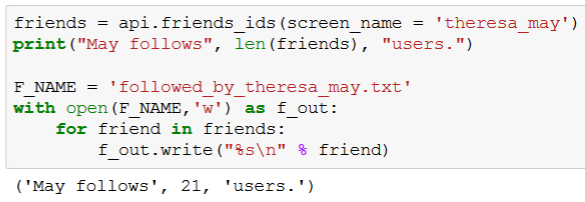 friends = api.friends_ids(screen_name = 'theresa_may')
print("May follows", len(friends), "users.")

F_NAME = 'followed_by_theresa_may.txt'
with open(F_NAME,'w') as f_out:
    for friend in friends:
        f_out.write("%s\n" % friend)
('May follows', 21, 'users.')